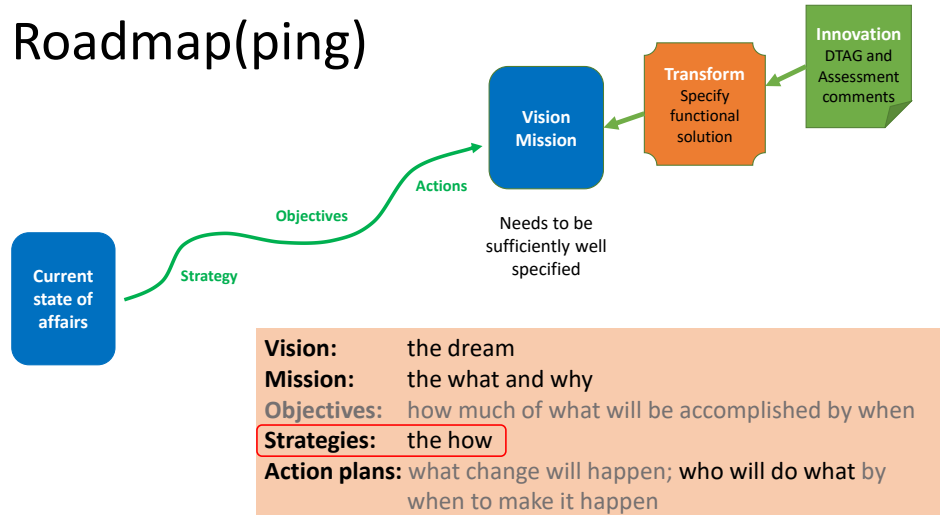 Roadmap(ping)
Innovation
DTAG and
Assessment
comments
Transform
Specify
functional
solution
Vision
Mission
Actions
Objectives
Strategy
Needs to be
sufficiently well
specified
Current
state of
affairs
Vision: the dream
Mission: the what and why
Objectives: how much of what will be accomplished by when
Strategies: the how
Action plans: what change will happen; who will do what by
when to make it happen